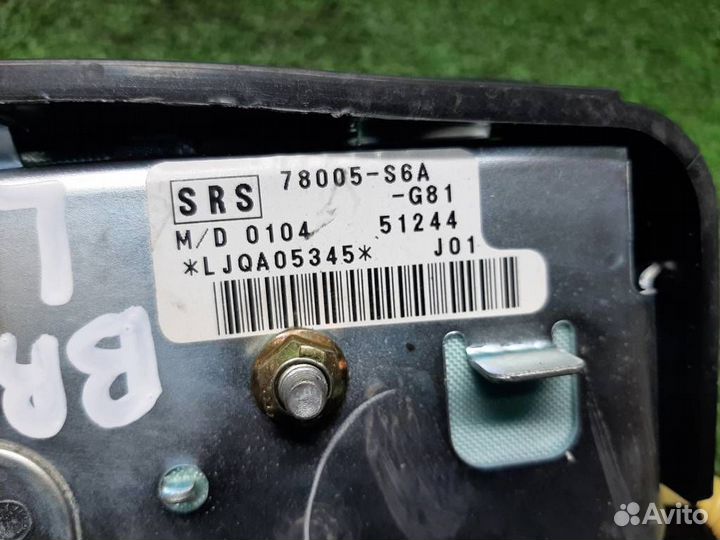 SRS 78005-S6A
-G81
M/D 0104 51244
*LJQA05345* J01
L
BR
Avito